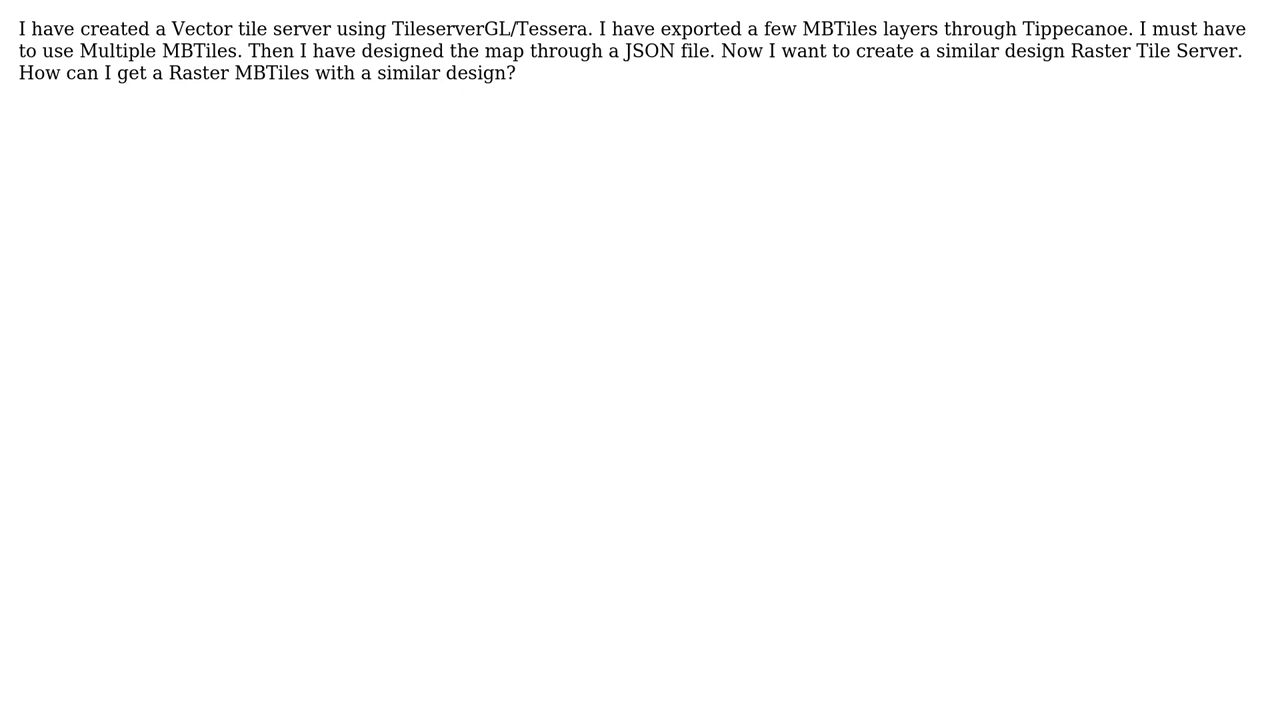 I have created a Vector tile server using TileserverGL/Tessera. I have exported a few MBTiles layers through Tippecanoe. I must have
to use Multiple MBTiles. Then I have designed the map through a JSON file. Now I want to create a similar design Raster Tile Server.
How can I get a Raster MBTiles with a similar design?